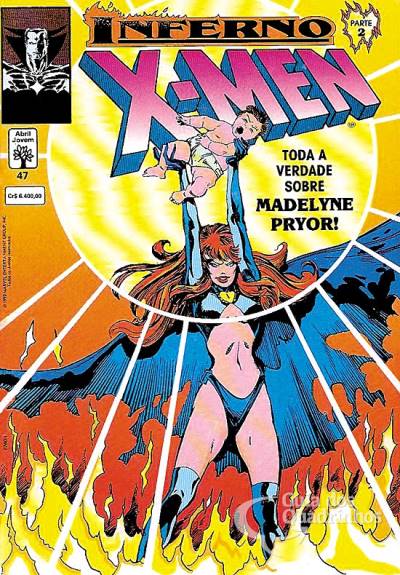 INFERNO
PARTE
2
X-MEN
Abril
Jovem
47
Cr$ 6.400,00
TODA A
VERDADE
SOBRE
MADELYNE
PRYOR!
Guia dos
Quadrinhos